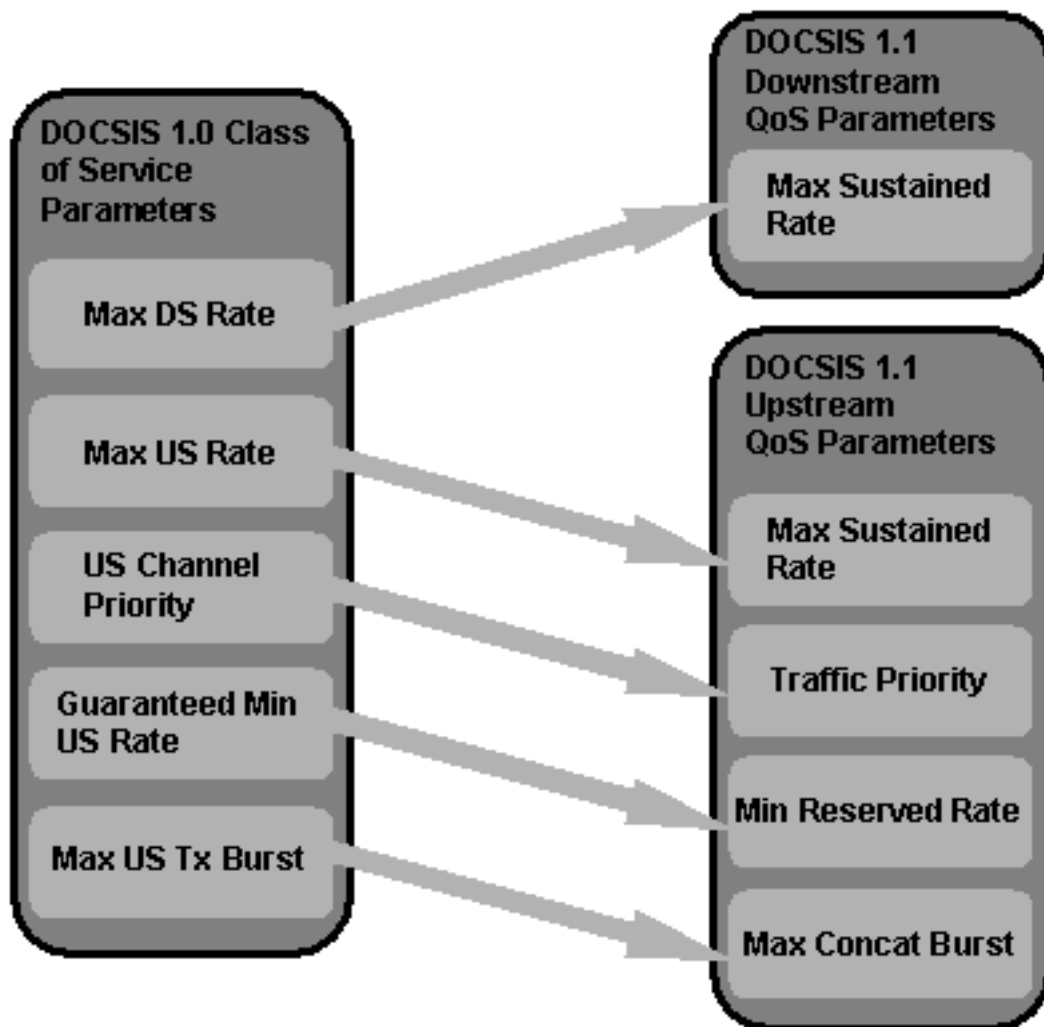 DOCSIS 1.0 Class
of Service
Parameters
Max DS Rate
Max US Rate
US Channel
Priority
Guaranteed Min
US Rate
Max US Tx Burst
DOCSIS 1.1
Downstream
QoS Parameters
Max Sustained
Rate
DOCSIS 1.1
Upstream
QoS Parameters
Max Sustained
Rate
Traffic Priority
Min Reserved Rate
Max Concat Burst